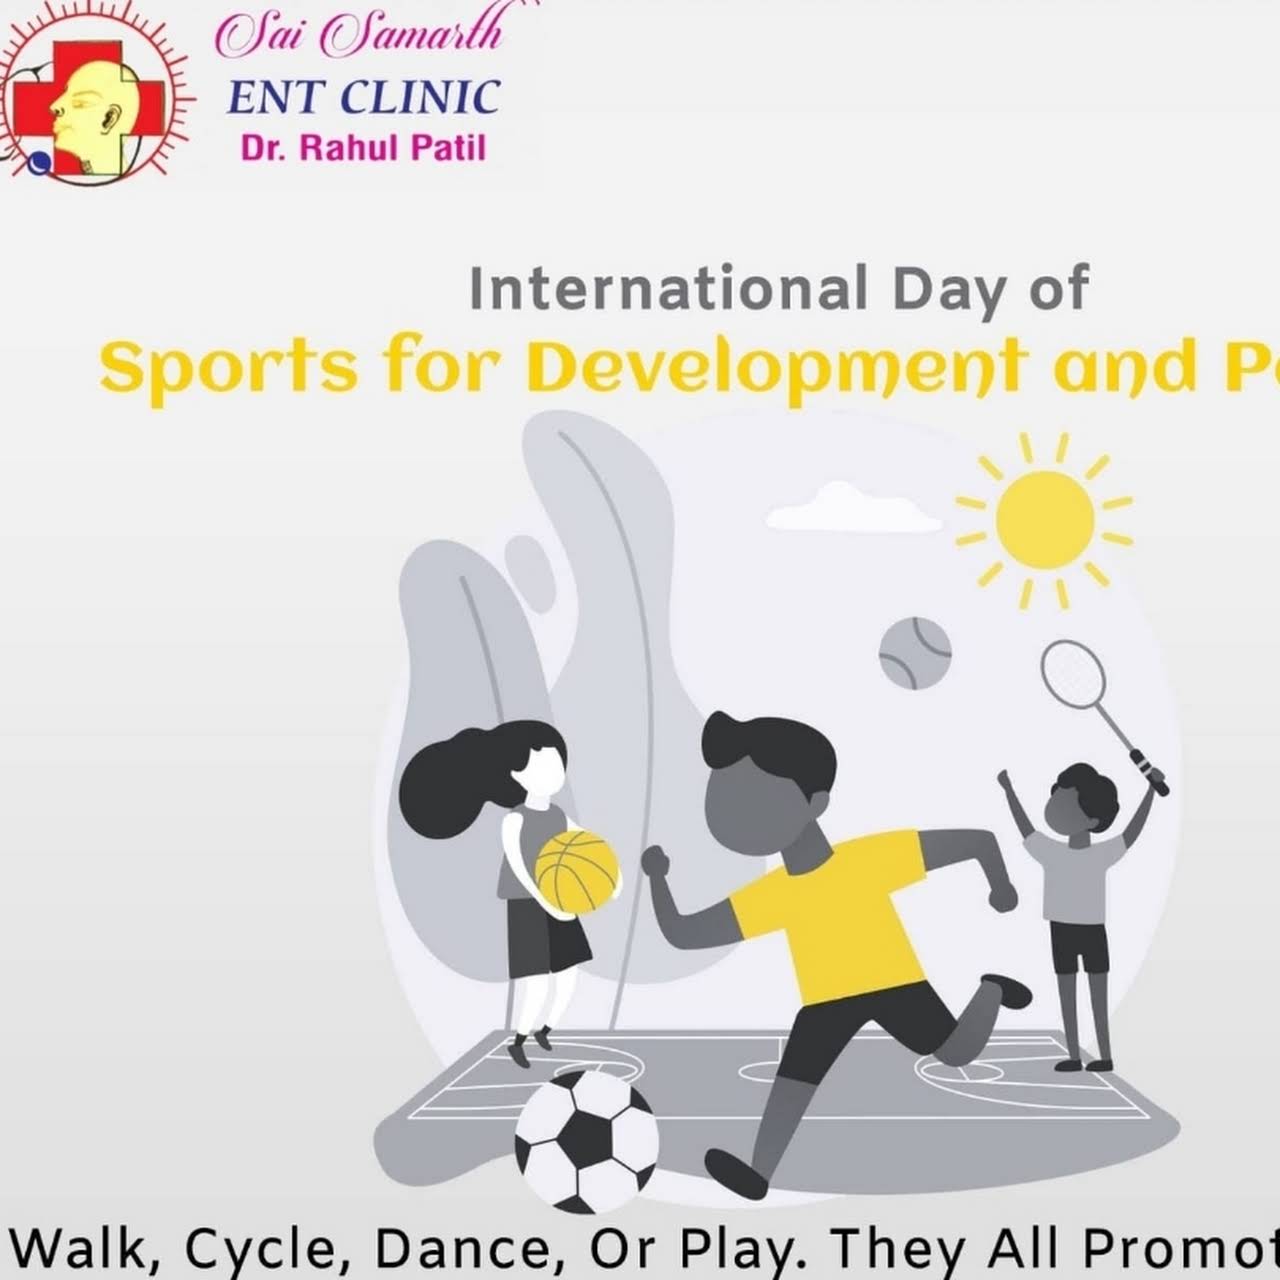 Sai Samarth
ENT CLINIC
Dr. Rahul Patil
International Day of
Sports for Development and
Walk, Cycle, Dance, Or Play. They All